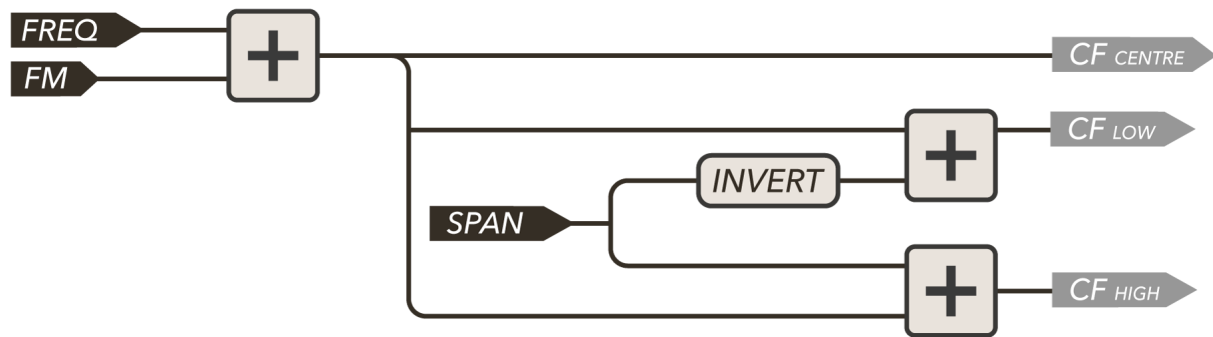 FREQ
FM
+
CF CENTRE
+
CF LOW
INVERT
SPAN
+
CF HIGH